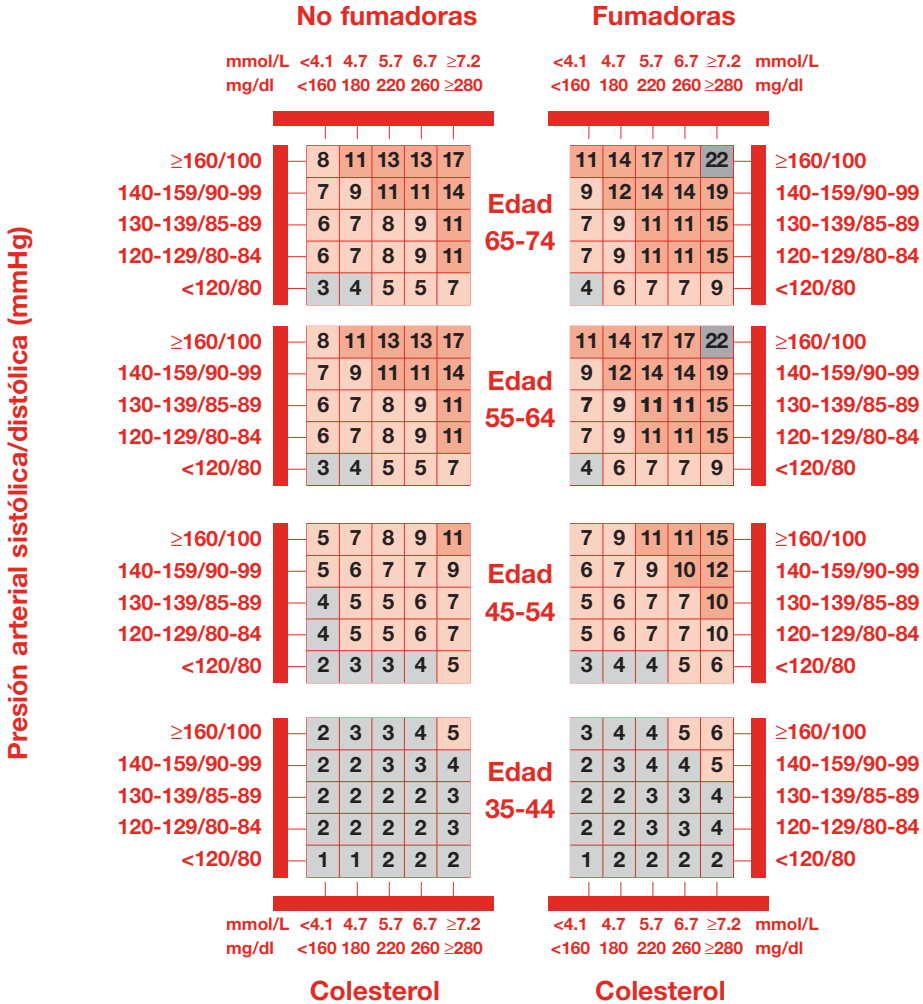 No fumadoras Fumadoras
mmol/L <4.1 4.7 5.7 6.7 ≥7.2 <4.1 4.7 5.7 6.7 ≥7.2 mmol/L
mg/dl <160 180 220 260 ≥280 <160 180 220 260 ≥280 mg/dl
Presión arterial sistólica/distólica (mmHg)
≥160/100 8 11 13 13 17 11 14 17 17 22 ≥160/100
140-159/90-99 7 9 11 11 14 Edad 9 12 14 14 19 140-159/90-99
130-139/85-89 6 7 8 9 11 65-74 7 9 11 11 15 130-139/85-89
120-129/80-84 6 7 8 9 11 7 9 11 11 15 120-129/80-84
<120/80 3 4 5 5 7 4 6 7 7 9 <120/80
≥160/100 8 11 13 13 17 11 14 17 17 22 ≥160/100
140-159/90-99 7 9 11 11 14 Edad 9 12 14 14 19 140-159/90-99
130-139/85-89 6 7 8 9 11 55-64 7 9 11 11 15 130-139/85-89
120-129/80-84 6 7 8 9 11 7 9 11 11 15 120-129/80-84
<120/80 3 4 5 5 7 4 6 7 7 9 <120/80
≥160/100 5 7 8 9 11 7 9 11 11 15 ≥160/100
140-159/90-99 5 6 7 7 9 Edad 6 7 9 10 12 140-159/90-99
130-139/85-89 4 5 5 6 7 45-54 5 6 7 7 10 130-139/85-89
120-129/80-84 4 5 5 6 7 5 6 7 7 10 120-129/80-84
<120/80 2 3 3 4 5 3 4 4 5 6 <120/80
≥160/100 2 3 3 4 5 3 4 4 5 6 ≥160/100
140-159/90-99 2 2 3 3 4 Edad 2 3 4 4 5 140-159/90-99
130-139/85-89 2 2 2 2 3 35-44 2 2 3 3 4 130-139/85-89
120-129/80-84 2 2 2 2 3 2 2 3 3 4 120-129/80-84
<120/80 1 1 2 2 2 1 2 2 2 2 <120/80
mmol/L <4.1 4.7 5.7 6.7 ≥7.2 <4.1 4.7 5.7 6.7 ≥7.2 mmol/L
mg/dl <160 180 220 260 ≥280 <160 180 220 260 ≥280 mg/dl
Colesterol Colesterol